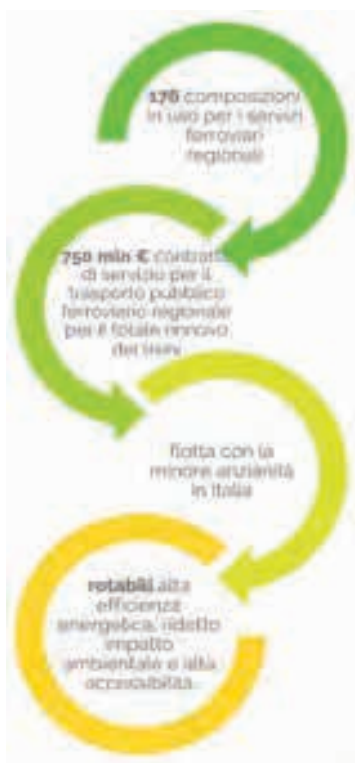 176 composizioni
in uso per i servizi
ferroviari
regionali
750 mln € contratto
di servizio per il
trasporto pubblico
ferroviario regionale
per il totale rinnovo
dei treni
flotta con la
minore anzianità
in Italia
rotabili alta
efficienza
energetica, ridotto
impatto
ambientale e alta
accessibilità